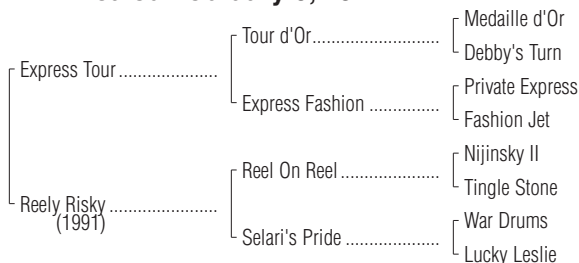 Medaille d'Or
Tour d'Or
Debby's Turn
Express Tour
Private Express
Express Fashion
Fashion Jet
Nijinsky II
Reel On Reel
Tingle Stone
Reely Risky
(1991)
War Drums
Selari's Pride
Lucky Leslie